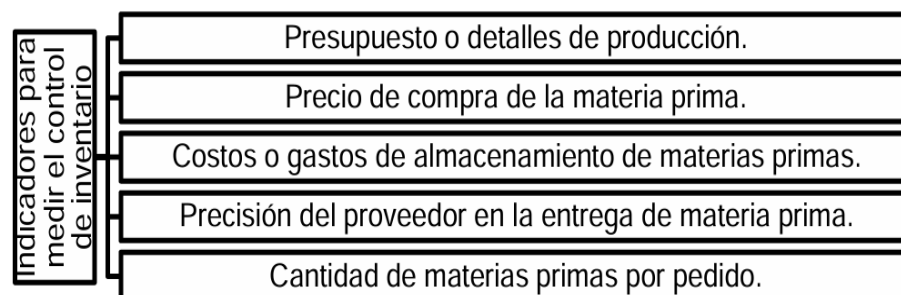 Indicadores para
medir el control
de inventario
Presupuesto o detalles de producción.
Precio de compra de la materia prima.
Costos o gastos de almacenamiento de materias primas.
Precisión del proveedor en la entrega de materia prima.
Cantidad de materias primas por pedido.